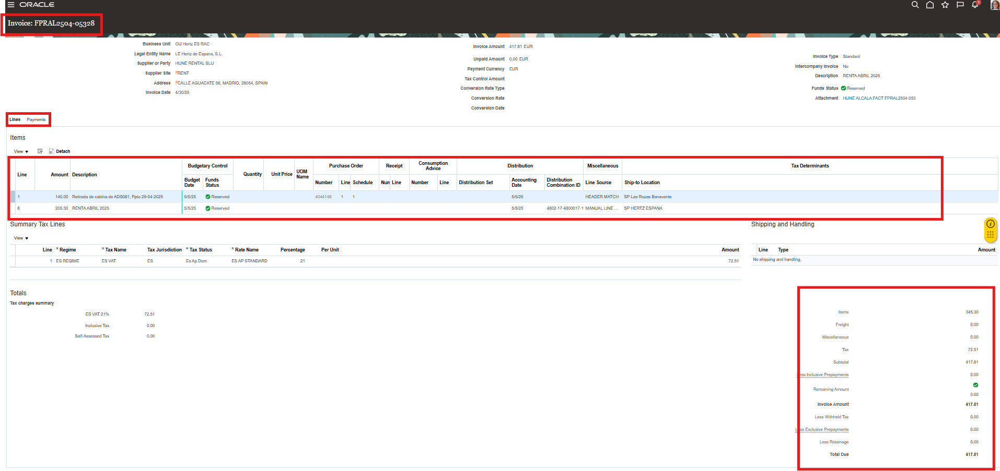 ORACLE
1
Invoice: FPRAL2504-05328
Business Unit OU Hertz ES RAC
Legal Entity Name LE Hertz de Espana, S.L.
Supplier or Party HUNE RENTAL SLU
Supplier Site RENT
Address CALLE AGUACATE 56, MADRID, 28054, SPAIN
Invoice Date 4/30/25
Invoice Amount 417.81 EUR
Unpaid Amount 0.00 EUR
Payment Currency EUR
Tax Control Amount
Conversion Rate Type
Conversion Rate
Conversion Date
Invoice Type Standard
Intercompany Invoice No
Description RENTA ABRIL 2025
Funds Status Reserved
Attachment HUNE ALCALA FACT FPRAL2504-053
Lines Payments
Items
View Detach
Budgetary Control Purchase Order Receipt Consumption Advice Distribution Miscellaneous Tax Determinants
Line Amount Description Budget Date Funds Status Quantity Unit Price UOM Name Number Line Schedule Num Line Number Line Distribution Set Accounting Date Distribution Combination ID Line Source Ship-to Location
1 140.00 Retirada de cabina de ADS061, Ppto 29-04-2025 5/5/25 Reserved 4044146 1 1 5/5/25 HEADER MATCH SP Las Rozas Benavente
6 205.30 RENTA ABRIL 2025 5/5/25 Reserved 5/5/25 4802-17-4800017-1 MANUAL LINE ... SP HERTZ ESPANA
Summary Tax Lines
View
Line * Regime * Tax Name Tax Jurisdiction * Tax Status * Rate Name Percentage Per Unit Amount
1 ES REGIME ES VAT ES Es Ap Dom ES AP STANDARD 21 72.51
Shipping and Handling
Line Type Amount
No shipping and handling.
Totals
Tax charges summary
ES VAT 21% 72.51
Inclusive Tax 0.00
Self-Assessed Tax 0.00
Items 345.30
Freight 0.00
Miscellaneous 0.00
Tax 72.51
Subtotal 417.81
Less Inclusive Prepayments 0.00
Remaining Amount 0.00
Invoice Amount 417.81
Less Withheld Tax 0.00
Less Exclusive Prepayments 0.00
Less Retainage 0.00
Total Due 417.81